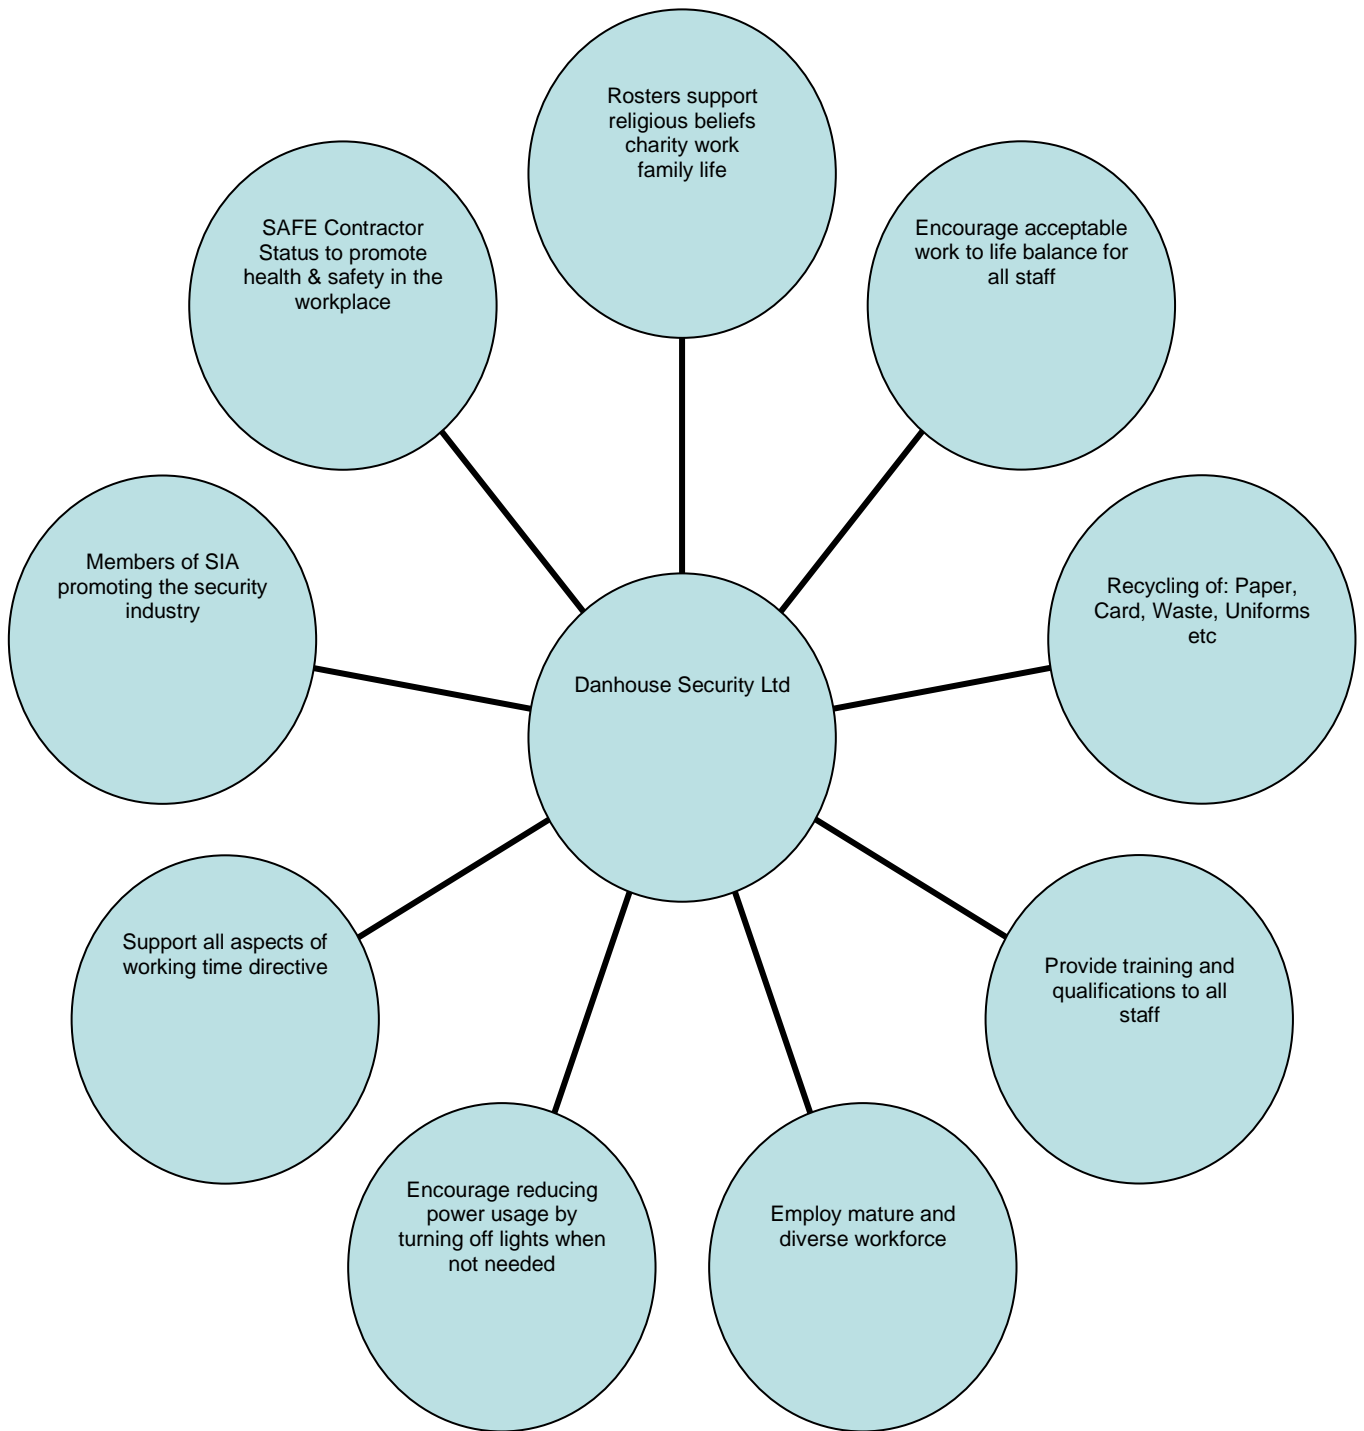 Rosters support
religious beliefs
charity work
family life
SAFE Contractor
Status to promote
health & safety in the
workplace
Encourage acceptable
work to life balance for
all staff
Members of SIA
promoting the security
industry
Recycling of: Paper,
Card, Waste, Uniforms
etc
Danhouse Security Ltd
Support all aspects of
working time directive
Provide training and
qualifications to all
staff
Encourage reducing
power usage by
turning off lights when
not needed
Employ mature and
diverse workforce